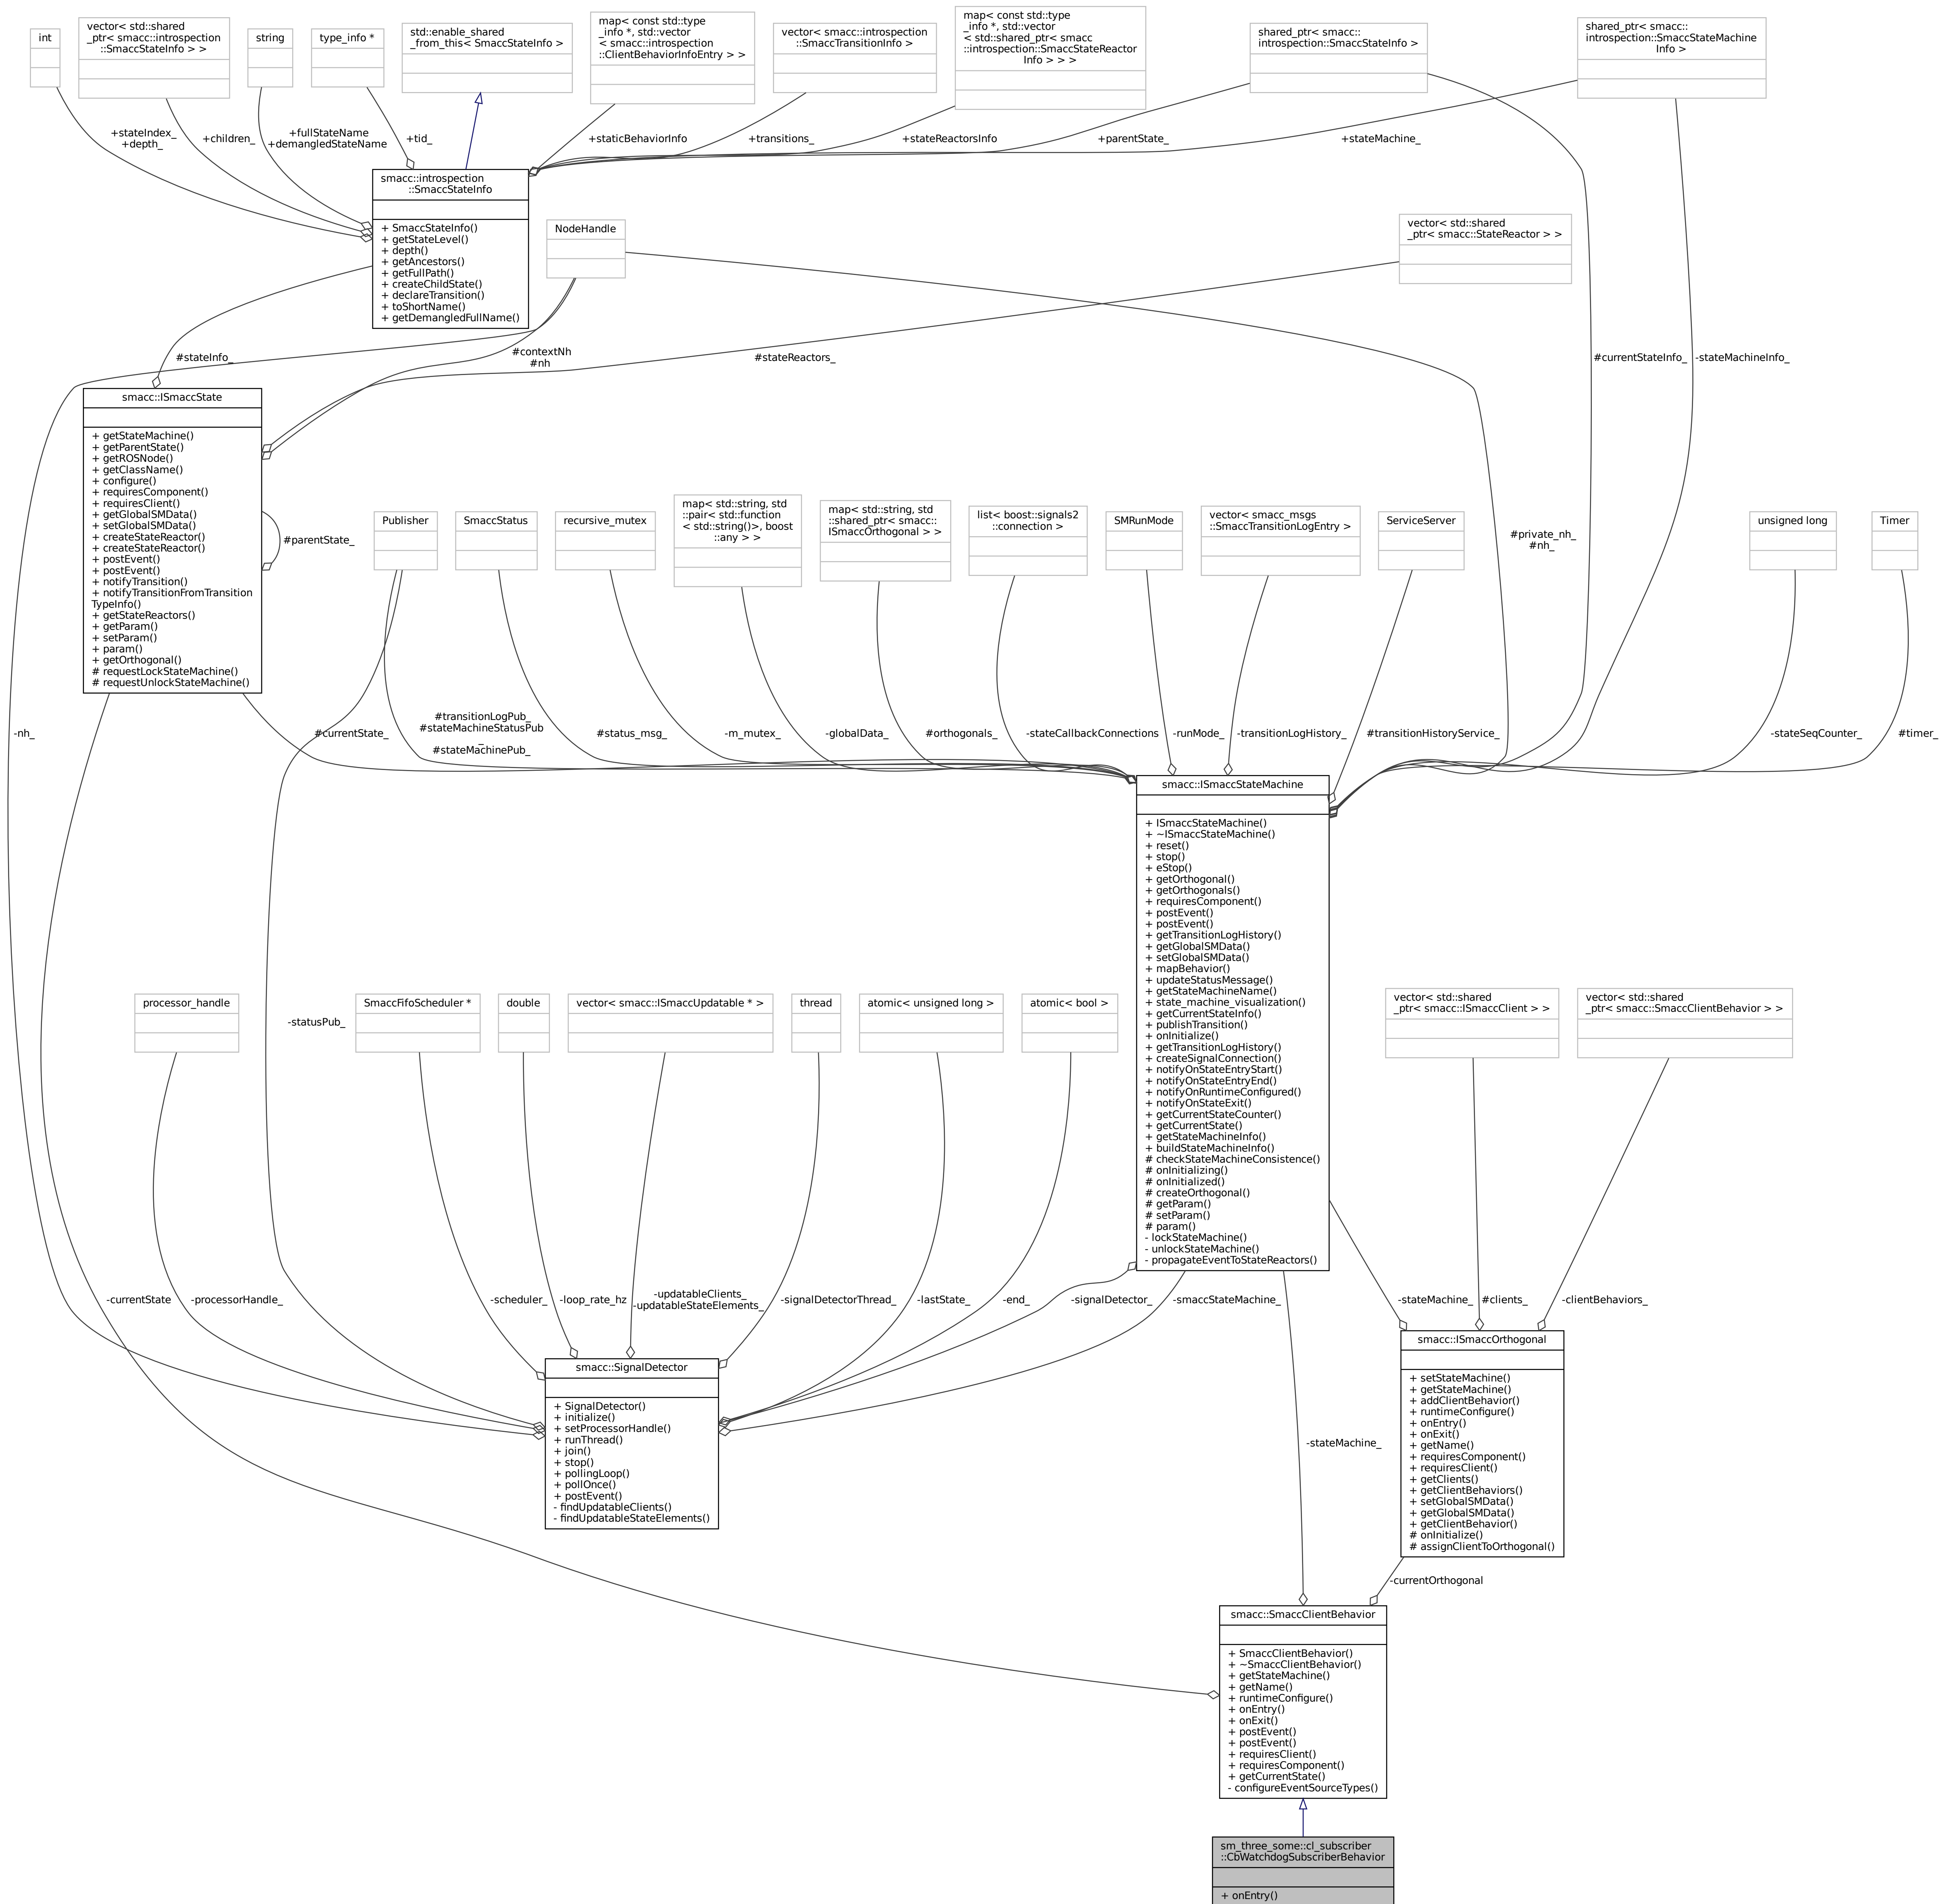 int
vector< std::shared
_ptr< smacc::introspection
::SmaccStateInfo > >
string
type_info *
std::enable_shared
_from_this< SmaccStateInfo >
map< const std::type
_info *, std::vector
< smacc::introspection
::ClientBehaviorInfoEntry > >
vector< smacc::introspection
::SmaccTransitionInfo >
map< const std::type
_info *, std::vector
< std::shared_ptr< smacc
::introspection::SmaccStateReactor
Info > > >
shared_ptr< smacc::
introspection::SmaccStateInfo >
shared_ptr< smacc::
introspection::SmaccStateMachine
Info >
+stateIndex_
+depth_
+children_
+fullStateName
+demangledStateName
+tid_
+staticBehaviorInfo
+transitions_
+stateReactorsInfo
+parentState_
+stateMachine_
smacc::introspection
::SmaccStateInfo
+ SmaccStateInfo()
+ getStateLevel()
+ depth()
+ getAncestors()
+ getFullPath()
+ createChildState()
+ declareTransition()
+ toShortName()
+ getDemangledFullName()
NodeHandle
vector< std::shared
_ptr< smacc::StateReactor > >
#stateInfo_
#contextNh
#nh
#stateReactors_
#currentStateInfo_
-stateMachineInfo_
smacc::ISmaccState
+ getStateMachine()
+ getParentState()
+ getROSNode()
+ getClassName()
+ configure()
+ requiresComponent()
+ requiresClient()
+ getGlobalSMData()
+ setGlobalSMData()
+ createStateReactor()
+ createStateReactor()
+ postEvent()
+ postEvent()
+ notifyTransition()
+ notifyTransitionFromTransition
TypeInfo()
+ getStateReactors()
+ getParam()
+ setParam()
+ param()
+ getOrthogonal()
# requestLockStateMachine()
# requestUnlockStateMachine()
#parentState_
Publisher
SmaccStatus
recursive_mutex
map< std::string, std
::pair< std::function
< std::string()>, boost
::any > >
map< std::string, std
::shared_ptr< smacc::
ISmaccOrthogonal > >
list< boost::signals2
::connection >
SMRunMode
vector< smacc_msgs
::SmaccTransitionLogEntry >
ServiceServer
#private_nh_
#nh_
unsigned long
Timer
-nh_
#currentState_
#transitionLogPub_
#stateMachineStatusPub
_
#stateMachinePub_
#status_msg_
-m_mutex_
-globalData_
#orthogonals_
-stateCallbackConnections
-runMode_
-transitionLogHistory_
#transitionHistoryService_
-stateSeqCounter_
#timer_
smacc::ISmaccStateMachine
+ ISmaccStateMachine()
+ ~ISmaccStateMachine()
+ reset()
+ stop()
+ eStop()
+ getOrthogonal()
+ getOrthogonals()
+ requiresComponent()
+ postEvent()
+ postEvent()
+ getTransitionLogHistory()
+ getGlobalSMData()
+ setGlobalSMData()
+ mapBehavior()
+ updateStatusMessage()
+ getStateMachineName()
+ state_machine_visualization()
+ getCurrentStateInfo()
+ publishTransition()
+ onInitialize()
+ getTransitionLogHistory()
+ createSignalConnection()
+ notifyOnStateEntryStart()
+ notifyOnStateEntryEnd()
+ notifyOnRuntimeConfigured()
+ notifyOnStateExit()
+ getCurrentStateCounter()
+ getCurrentState()
+ getStateMachineInfo()
+ buildStateMachineInfo()
# checkStateMachineConsistence()
# onInitializing()
# onInitialized()
# createOrthogonal()
# getParam()
# setParam()
# param()
- lockStateMachine()
- unlockStateMachine()
- propagateEventToStateReactors()
processor_handle
-statusPub_
SmaccFifoScheduler *
double
vector< smacc::ISmaccUpdatable * >
thread
atomic< unsigned long >
atomic< bool >
vector< std::shared
_ptr< smacc::ISmaccClient > >
vector< std::shared
_ptr< smacc::SmaccClientBehavior > >
-currentState
-processorHandle_
-scheduler_
-loop_rate_hz
-updatableClients_
-updatableStateElements_
-signalDetectorThread_
-lastState_
-end_
-signalDetector_
-smaccStateMachine_
-stateMachine_
#clients_
-clientBehaviors_
smacc::SignalDetector
+ SignalDetector()
+ initialize()
+ setProcessorHandle()
+ runThread()
+ join()
+ stop()
+ pollingLoop()
+ pollOnce()
+ postEvent()
- findUpdatableClients()
- findUpdatableStateElements()
-stateMachine_
smacc::ISmaccOrthogonal
+ setStateMachine()
+ getStateMachine()
+ addClientBehavior()
+ runtimeConfigure()
+ onEntry()
+ onExit()
+ getName()
+ requiresComponent()
+ requiresClient()
+ getClients()
+ getClientBehaviors()
+ setGlobalSMData()
+ getGlobalSMData()
+ getClientBehavior()
# onInitialize()
# assignClientToOrthogonal()
-currentOrthogonal
smacc::SmaccClientBehavior
+ SmaccClientBehavior()
+ ~SmaccClientBehavior()
+ getStateMachine()
+ getName()
+ runtimeConfigure()
+ onEntry()
+ onExit()
+ postEvent()
+ postEvent()
+ requiresClient()
+ requiresComponent()
+ getCurrentState()
- configureEventSourceTypes()
sm_three_some::cl_subscriber
::CbWatchdogSubscriberBehavior
+ onEntry()